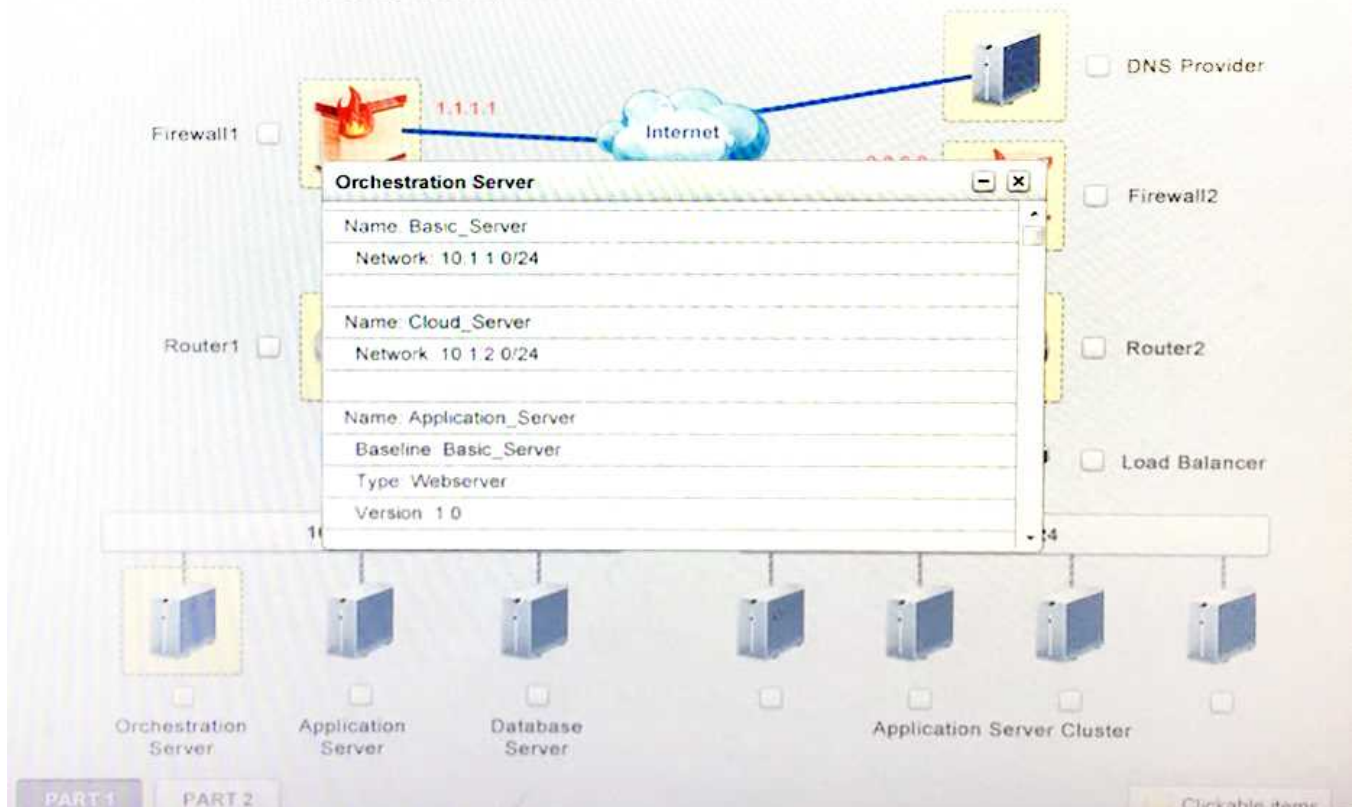 DNS Provider
1.1.1.1
Firewall1
Internet
Orchestration Server
Firewall2
Name: Basic_Server
Network: 10.1 1 0/24
Name: Cloud_Server
Router1
Network 10 1 2 0/24
Router2
Name: Application_Server
Baseline Basic_Server
Load Balancer
Type: Webserver
Version 1 0
Orchestration
Server
Application
Server
Database
Server
Application Server Cluster
PART 1
PART 2
Clickable items